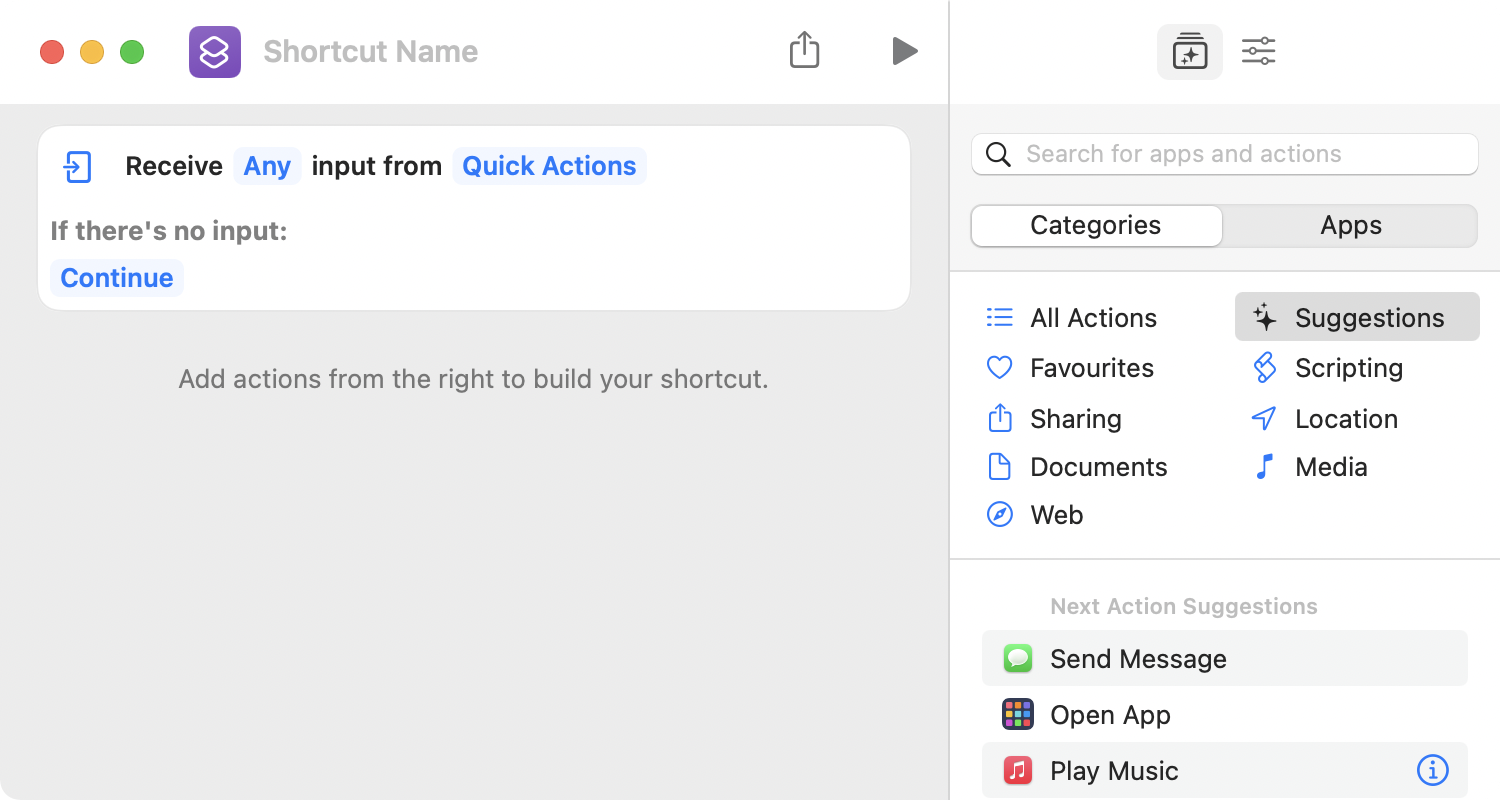 Shortcut Name
Receive Any input from Quick Actions
If there's no input:
Continue
Add actions from the right to build your shortcut.
Search for apps and actions
Categories Apps
All Actions Suggestions
Favourites Scripting
Sharing Location
Documents Media
Web
Next Action Suggestions
Send Message
Open App
Play Music